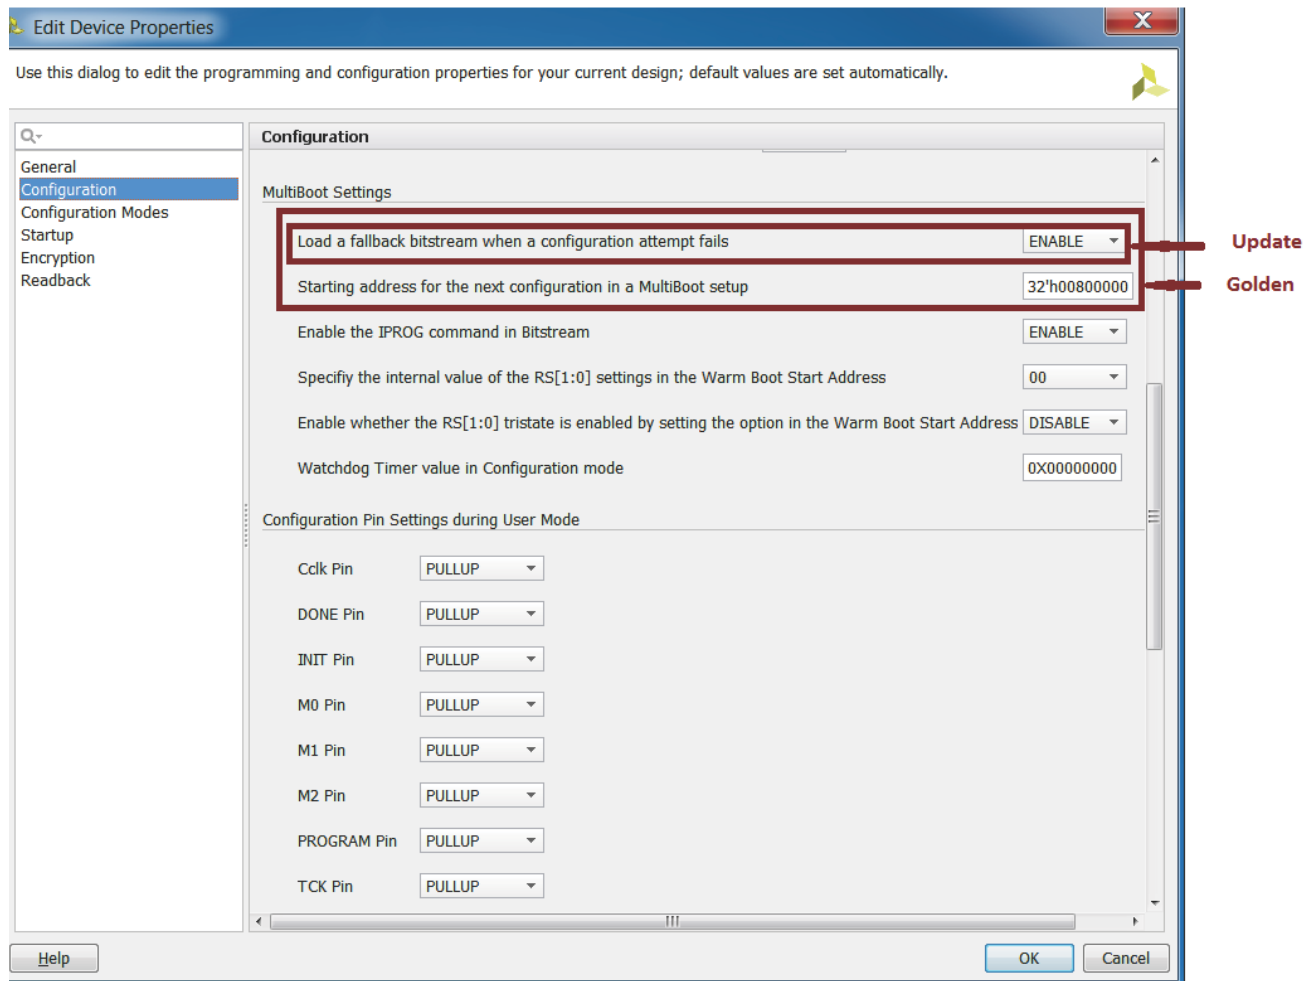 Edit Device Properties
X
Use this dialog to edit the programming and configuration properties for your current design; default values are set automatically.
General
Configuration
Configuration Modes
Startup
Encryption
Readback
Configuration
MultiBoot Settings
Load a fallback bitstream when a configuration attempt fails ENABLE Update
Starting address for the next configuration in a MultiBoot setup 32'h00800000 Golden
Enable the IPROG command in Bitstream ENABLE
Specifiy the internal value of the RS[1:0] settings in the Warm Boot Start Address 00
Enable whether the RS[1:0] tristate is enabled by setting the option in the Warm Boot Start Address DISABLE
Watchdog Timer value in Configuration mode 0X00000000
Configuration Pin Settings during User Mode
Cclk Pin PULLUP
DONE Pin PULLUP
INIT Pin PULLUP
M0 Pin PULLUP
M1 Pin PULLUP
M2 Pin PULLUP
PROGRAM Pin PULLUP
TCK Pin PULLUP
Help OK Cancel